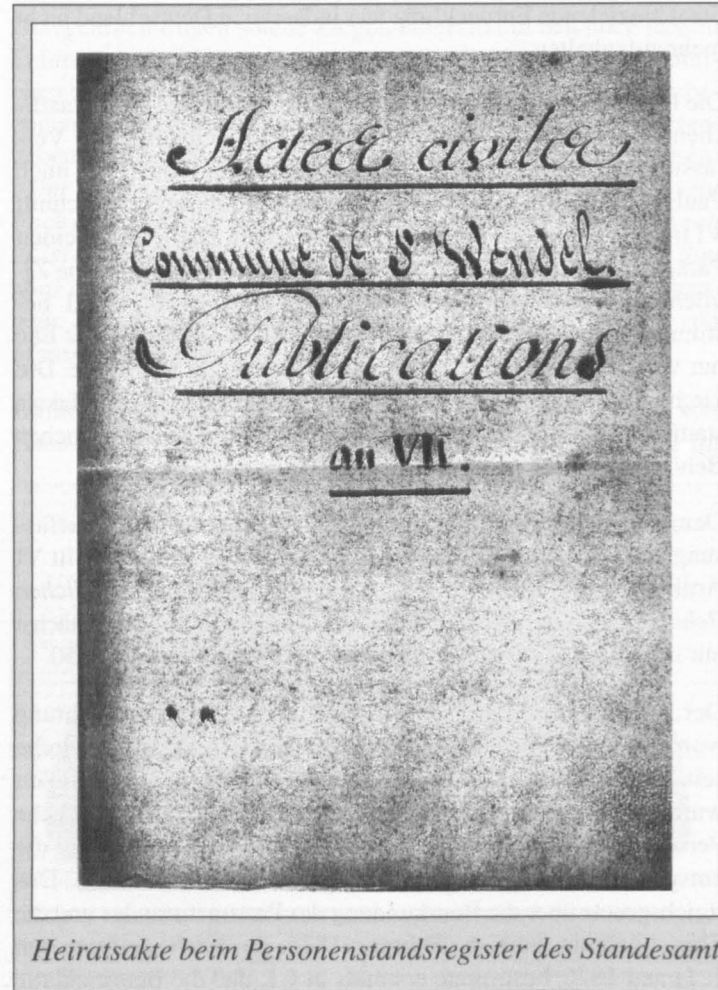 Actes civiles
Commune de S Wendel.
Publications
an VII.
Heiratsakte beim Personenstandsregister des Standesamt